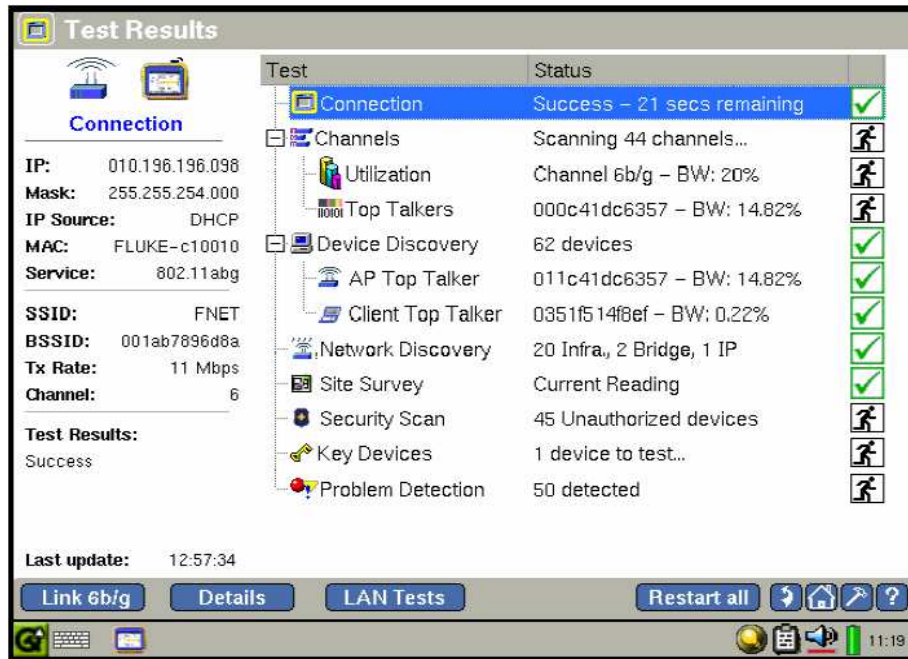 Test Results
Connection
IP: 010.196.196.098
Mask: 255.255.254.000
IP Source: DHCP
MAC: FLUKE-c10010
Service: 802.11abg
SSID: FNET
BSSID: 001ab7896d8a
Tx Rate: 11 Mbps
Channel: 6
Test Results:
Success
Last update: 12:57:34
Test Status
Connection Success – 21 secs remaining
Channels Scanning 44 channels...
Utilization Channel 6b/g – BW: 20%
Top Talkers 000c41dc6357 – BW: 14.82%
Device Discovery 62 devices
AP Top Talker 011c41dc6357 – BW: 14.82%
Client Top Talker 0351f514f8ef – BW: 0.22%
Network Discovery 20 Infra., 2 Bridge, 1 IP
Site Survey Current Reading
Security Scan 45 Unauthorized devices
Key Devices 1 device to test...
Problem Detection 50 detected
Link 6b/g Details LAN Tests Restart all ?
11:19